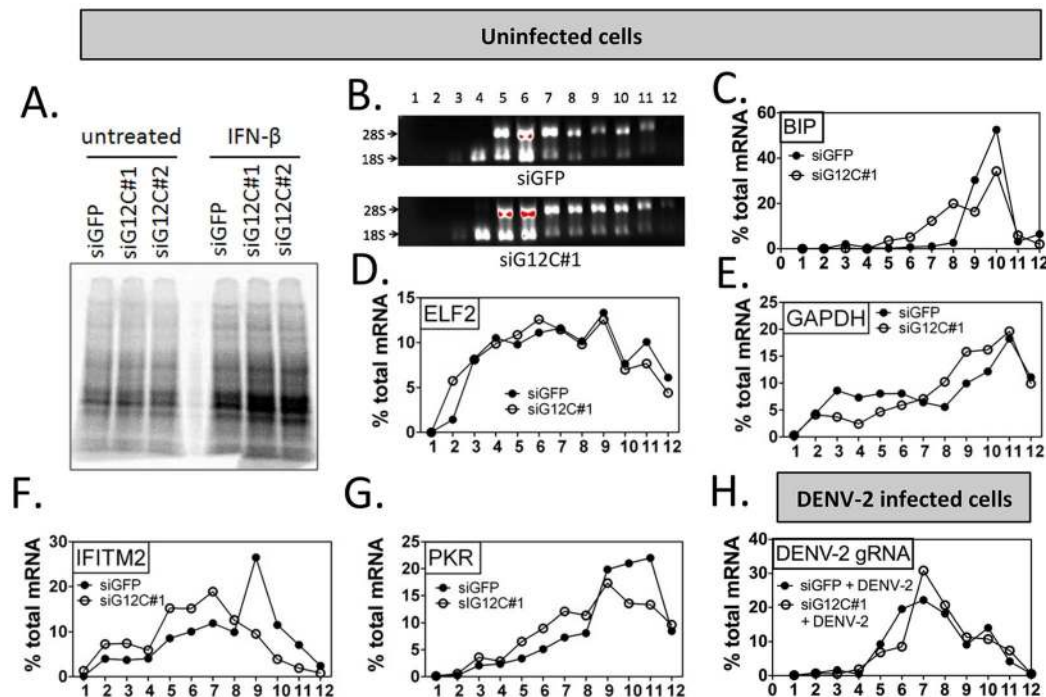 Uninfected cells
A.
untreated
IFN-β
siGFP
siG12C#1
siG12C#2
siGFP
siG12C#1
siG12C#2
B.
1 2 3 4 5 6 7 8 9 10 11 12
28S
18S
siGFP
28S
18S
siG12C#1
C.
BIP
siGFP
siG12C#1
% total mRNA
60
40
20
0
0 1 2 3 4 5 6 7 8 9 10 11 12
D.
ELF2
siGFP
siG12C#1
% total mRNA
15
10
5
0
1 2 3 4 5 6 7 8 9 10 11 12
E.
GAPDH
siGFP
siG12C#1
% total mRNA
25
20
15
10
5
0
1 2 3 4 5 6 7 8 9 10 11 12
F.
IFITM2
siGFP
siG12C#1
% total mRNA
30
20
10
0
1 2 3 4 5 6 7 8 9 10 11 12
G.
PKR
siGFP
siG12C#1
% total mRNA
25
20
15
10
5
0
1 2 3 4 5 6 7 8 9 10 11 12
DENV-2 infected cells
H.
DENV-2 gRNA
siGFP + DENV-2
siG12C#1
+ DENV-2
% total mRNA
40
30
20
10
0
0 1 2 3 4 5 6 7 8 9 10 11 12